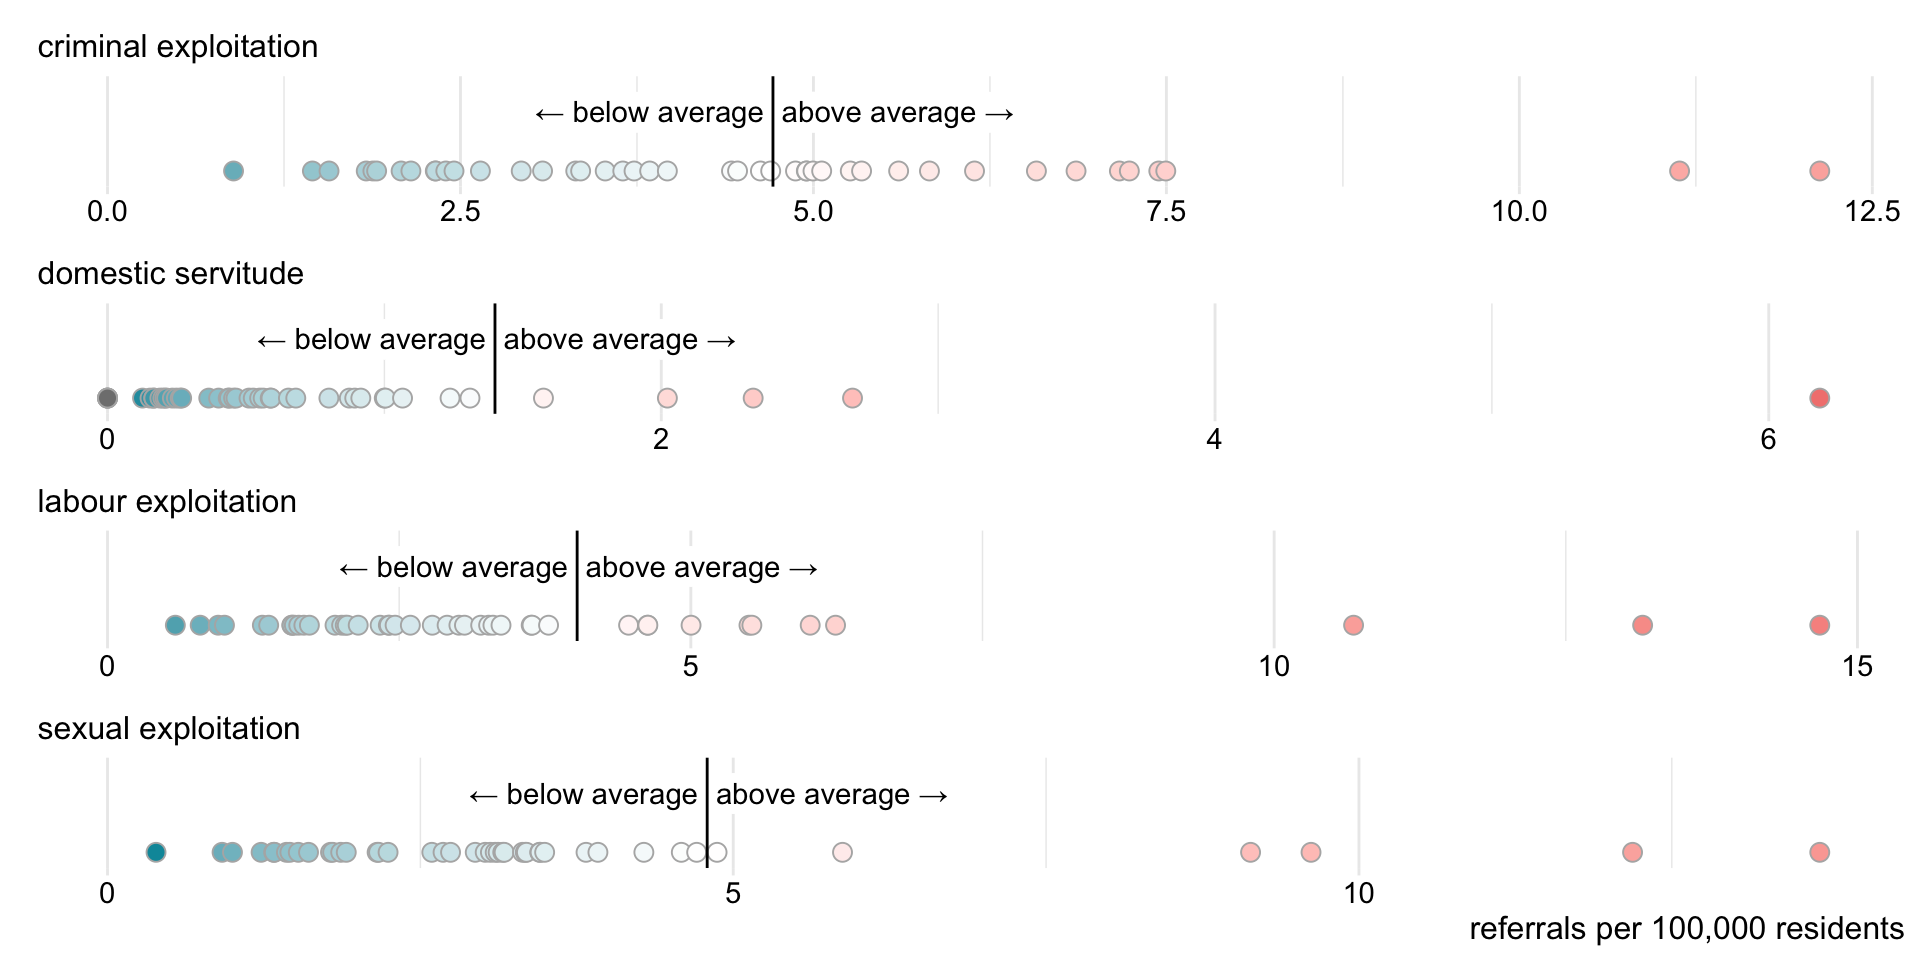 criminal exploitation
← below average above average →
0.0 2.5 5.0 7.5 10.0 12.5
domestic servitude
← below average above average →
0 2 4 6
labour exploitation
← below average above average →
0 5 10 15
sexual exploitation
← below average above average →
0 5 10
referrals per 100,000 residents